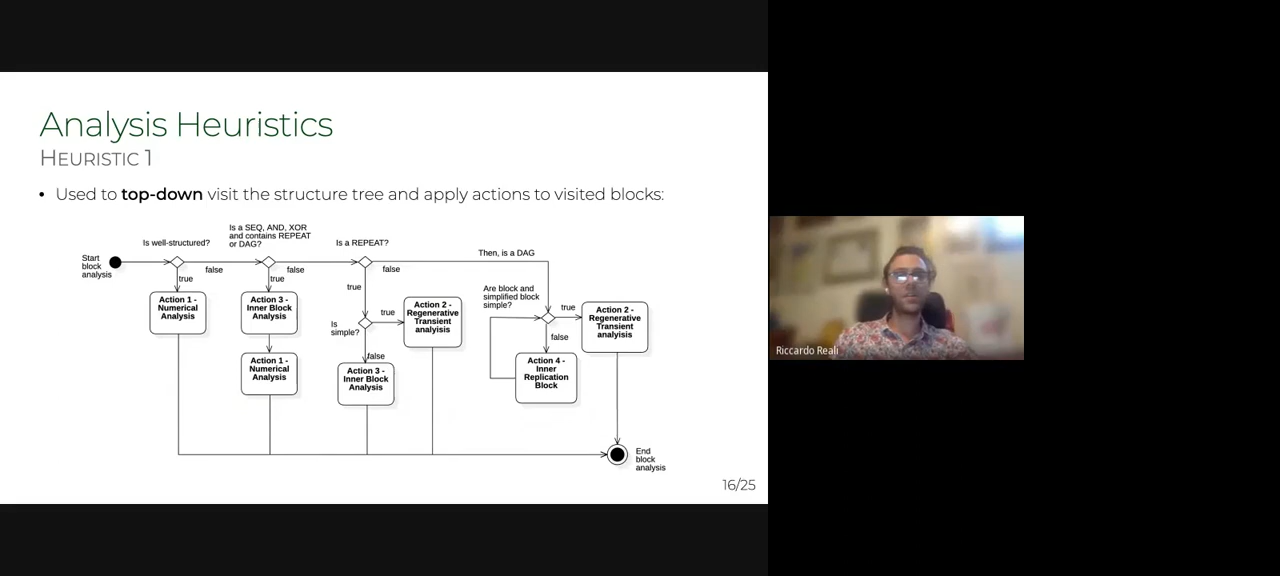 Analysis Heuristics
HEURISTIC 1
• Used to top-down visit the structure tree and apply actions to visited blocks:
Start
block
analysis
Is well-structured?
false
true
Is a SEQ, AND, XOR
and contains REPEAT
or DAG?
false
true
Is a REPEAT?
false
true
Then, is a DAG
Action 1 -
Numerical
Analysis
Action 3 -
Inner Block
Analysis
Action 1 -
Numerical
Analysis
Is
simple?
true
false
Action 2 -
Regenerative
Transient
analyisis
Action 3 -
Inner Block
Analysis
Are block and
simplified block
simple?
true
false
Action 2 -
Regenerative
Transient
analyisis
Action 4 -
Inner
Replication
Block
End
block
analysis
16/25
Riccardo Reali